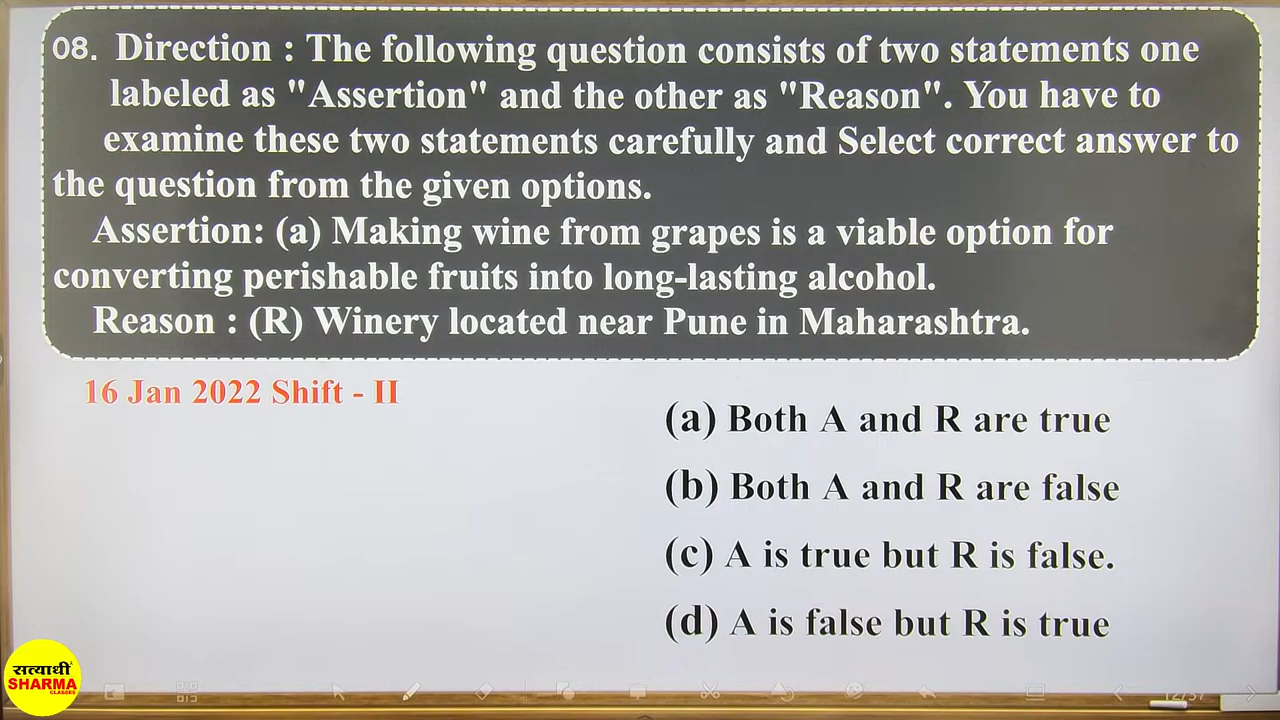 08. Direction : The following question consists of two statements one
labeled as "Assertion" and the other as "Reason". You have to
examine these two statements carefully and Select correct answer to
the question from the given options.
Assertion: (a) Making wine from grapes is a viable option for
converting perishable fruits into long-lasting alcohol.
Reason : (R) Winery located near Pune in Maharashtra.
16 Jan 2022 Shift - II
(a) Both A and R are true
(b) Both A and R are false
(c) A is true but R is false.
(d) A is false but R is true
सत्यार्थी
SHARMA
CLASSES
12/37